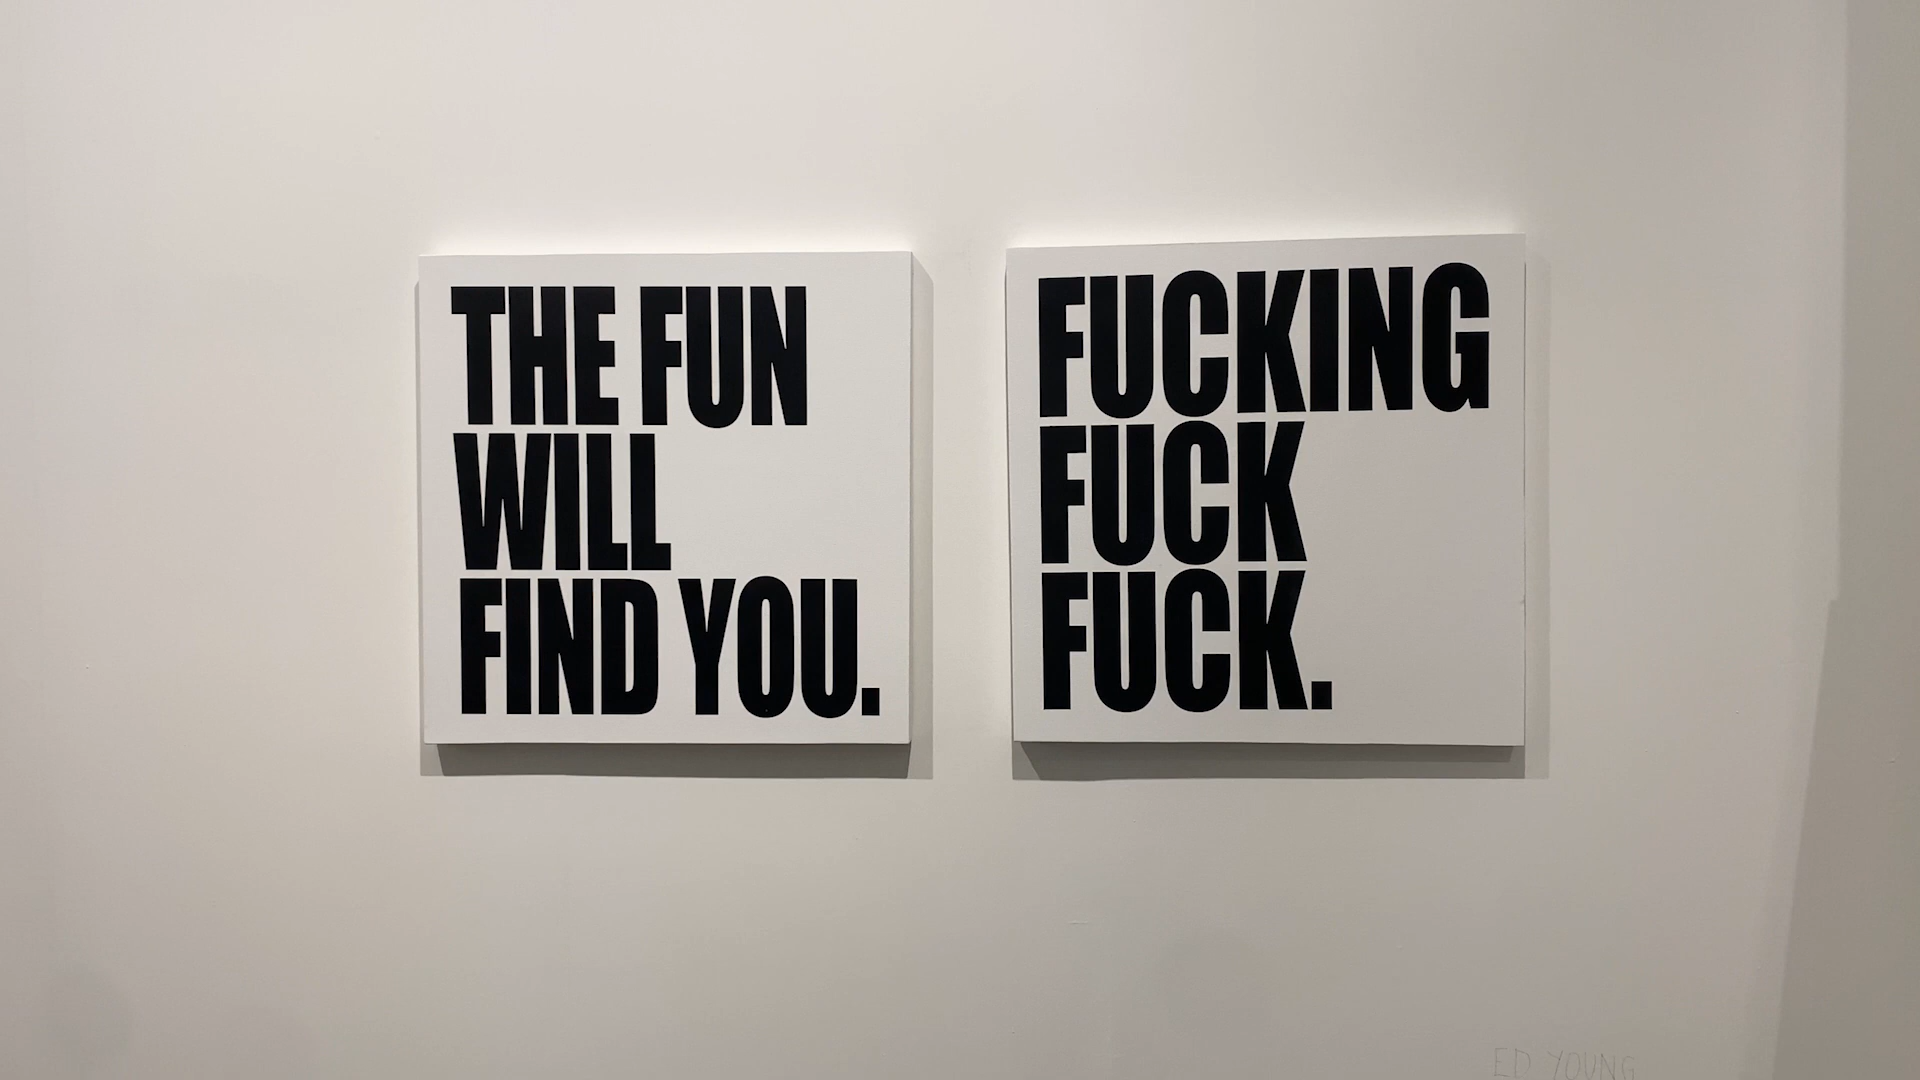 THE FUN
WILL
FIND YOU.
FUCKING
FUCK
FUCK.
ED YOUNG